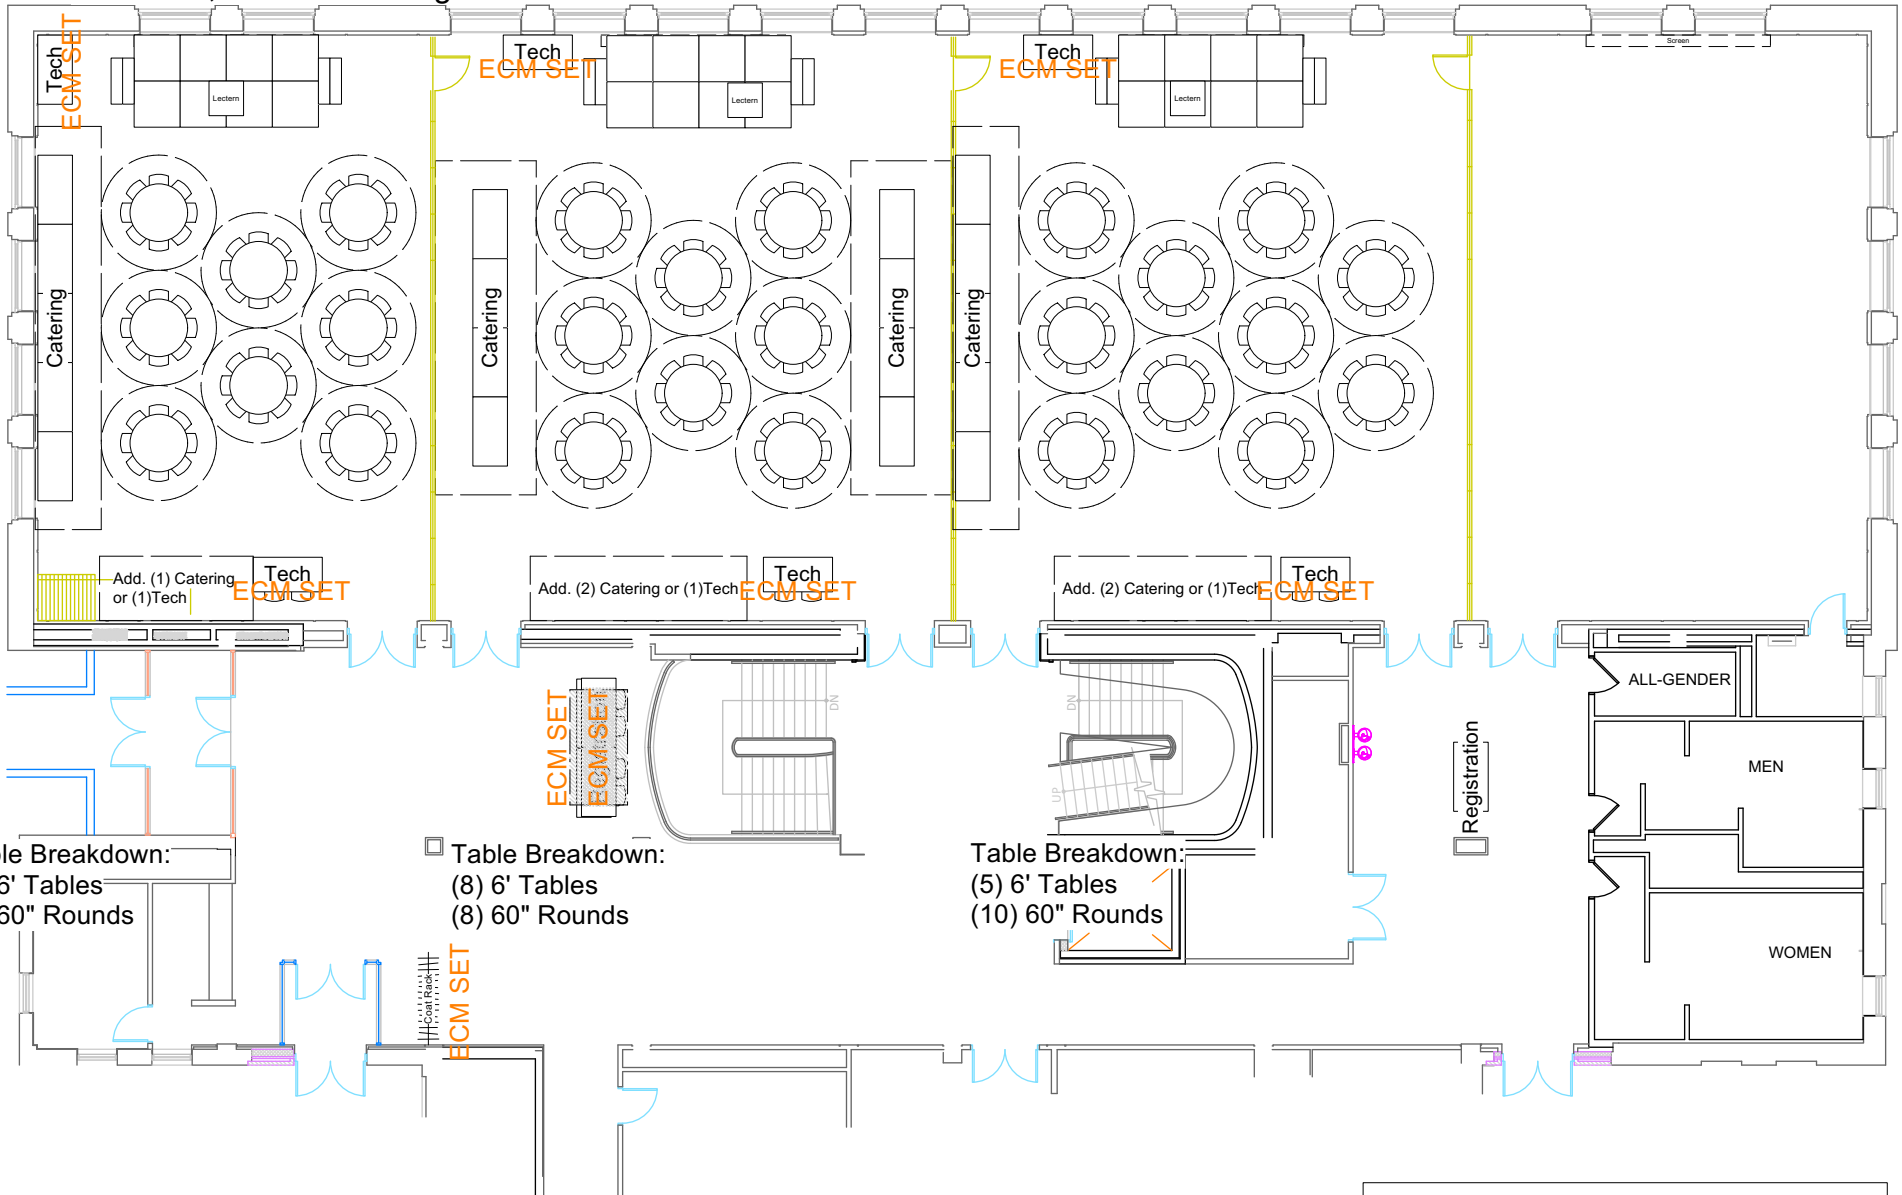 Tech
ECM SET
Lectern
Tech
ECM SET
Lectern
Tech
ECM SET
Lectern
Screen
Catering
Catering
Catering
Catering
Add. (1) Catering
or (1)Tech
Tech
ECM SET
Add. (2) Catering or (1)Tech
Tech
ECM SET
Add. (2) Catering or (1)Tech
Tech
ECM SET
ECM SET
ECM SET
DN
DN
UP
Registration
ALL-GENDER
MEN
WOMEN
Breakdown:
6' Tables
60" Rounds
Table Breakdown:
(8) 6' Tables
(8) 60" Rounds
Table Breakdown:
(5) 6' Tables
(10) 60" Rounds
Coat Rack
ECM SET